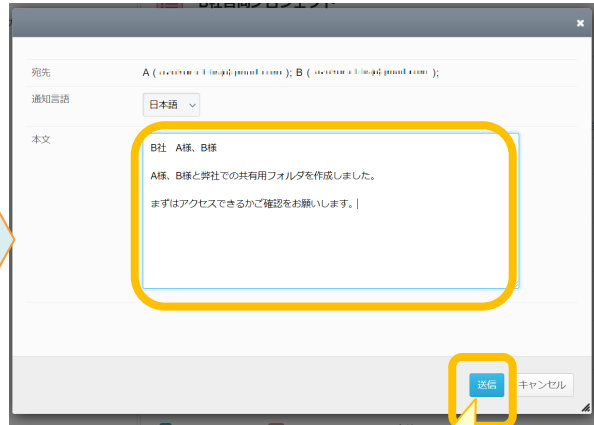 B社合同プロジェクト
×
宛先 A ( ); B ( );
通知言語 日本語
本文
B社　A様、B様
A様、B様と弊社での共有用フォルダを作成しました。
まずはアクセスできるかご確認をお願いします。
送信 キャンセル